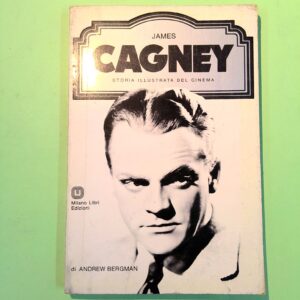 JAMES
CAGNEY
STORIA ILLUSTRATA DEL CINEMA
Milano Libri
Edizioni
di ANDREW BERGMAN